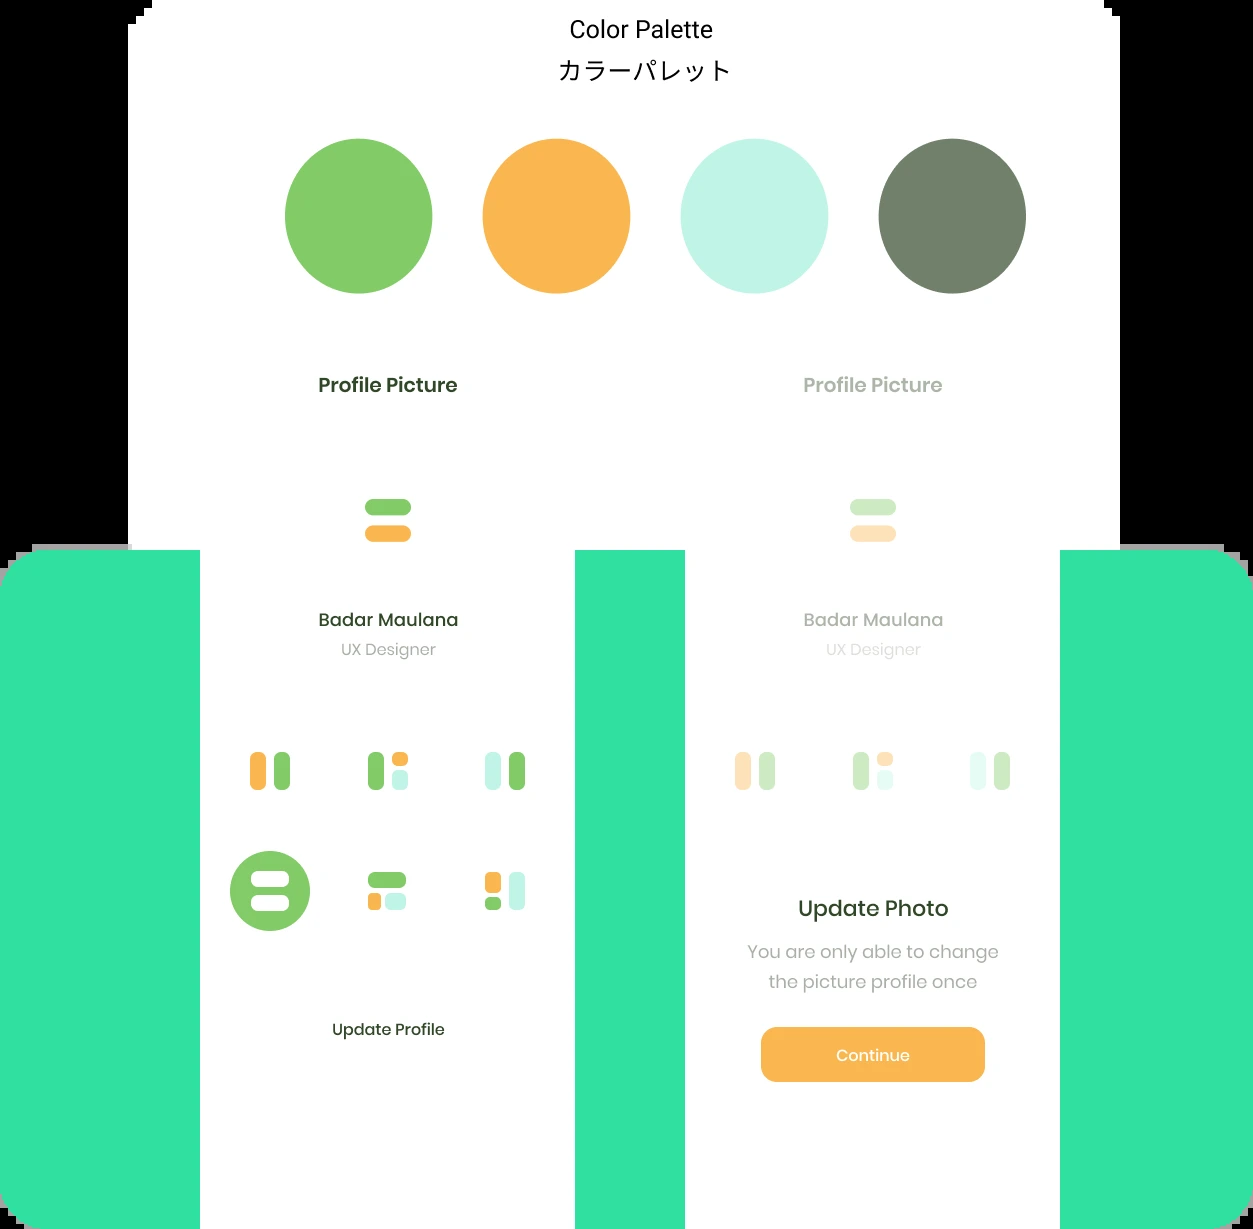 Color Palette
カラーパレット
Profile Picture
Badar Maulana
UX Designer
Update Profile
Profile Picture
Badar Maulana
UX Designer
Update Photo
You are only able to change
the picture profile once
Continue